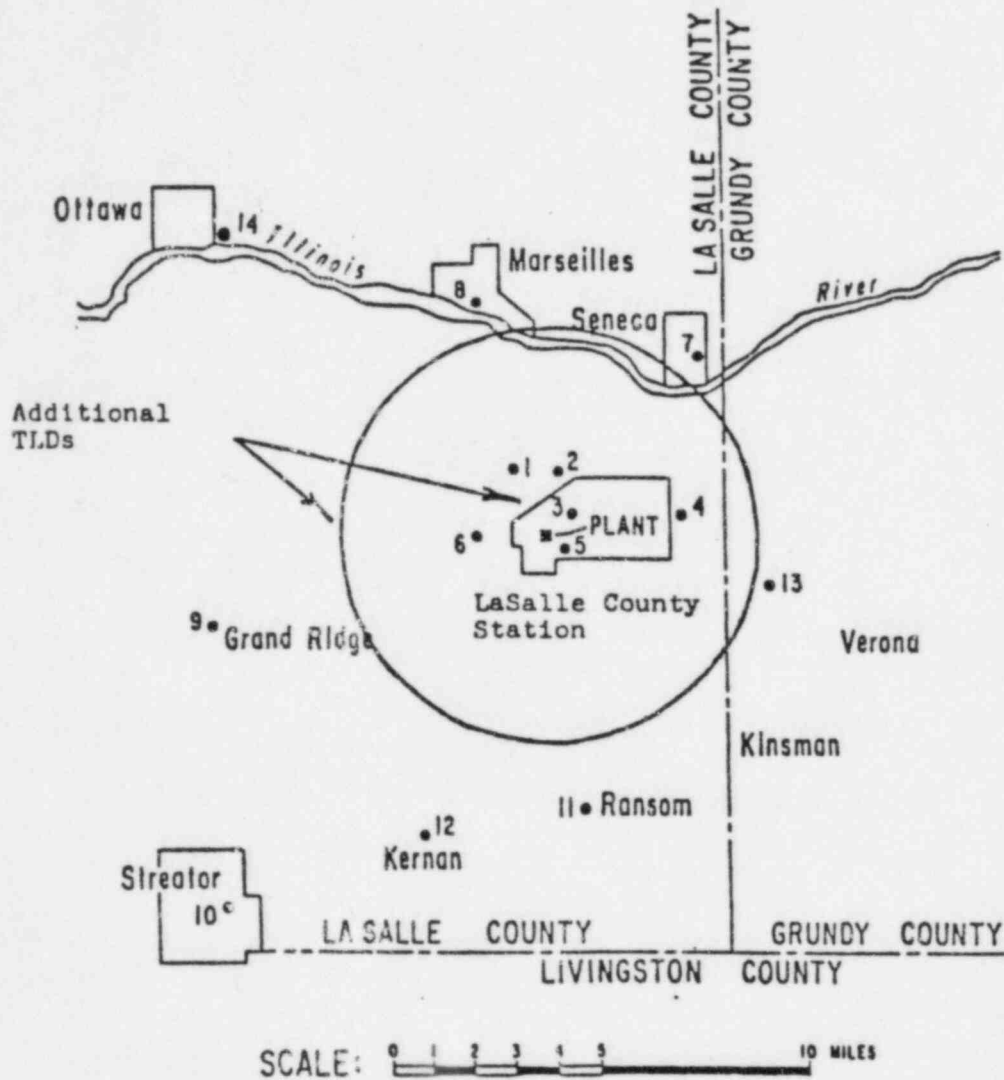 LA SALLE COUNTY
GRUNDY COUNTY
Ottawa
14
Illinois
Marseilles
8
River
Seneca
7
Additional
TLDs
1
2
3
4
PLANT
6
5
13
LaSalle County
Station
9
Grand Ridge
Verona
Kinsman
11 Ransom
12
Kernan
Streator
10
LA SALLE COUNTY
GRUNDY COUNTY
LIVINGSTON COUNTY
SCALE: 0 1 2 3 4 5 10 MILES